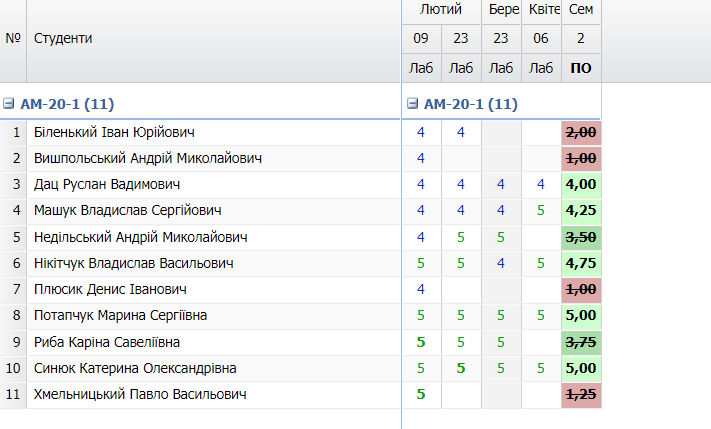 Лютий Бере Квіте Сем
№ Студенти 09 23 23 06 2
Лаб Лаб Лаб Лаб ПО
АМ-20-1 (11) АМ-20-1 (11)
1 Біленький Іван Юрійович 4 4 2,00
2 Вишпольський Андрій Миколайович 4 1,00
3 Дац Руслан Вадимович 4 4 4 4 4,00
4 Машук Владислав Сергійович 4 4 4 5 4,25
5 Недільський Андрій Миколайович 4 5 5 3,50
6 Нікітчук Владислав Васильович 5 5 4 5 4,75
7 Плюсик Денис Іванович 4 1,00
8 Потапчук Марина Сергіївна 5 5 5 5 5,00
9 Риба Каріна Савеліївна 5 5 5 3,75
10 Синюк Катерина Олександрівна 5 5 5 5 5,00
11 Хмельницький Павло Васильович 5 1,25